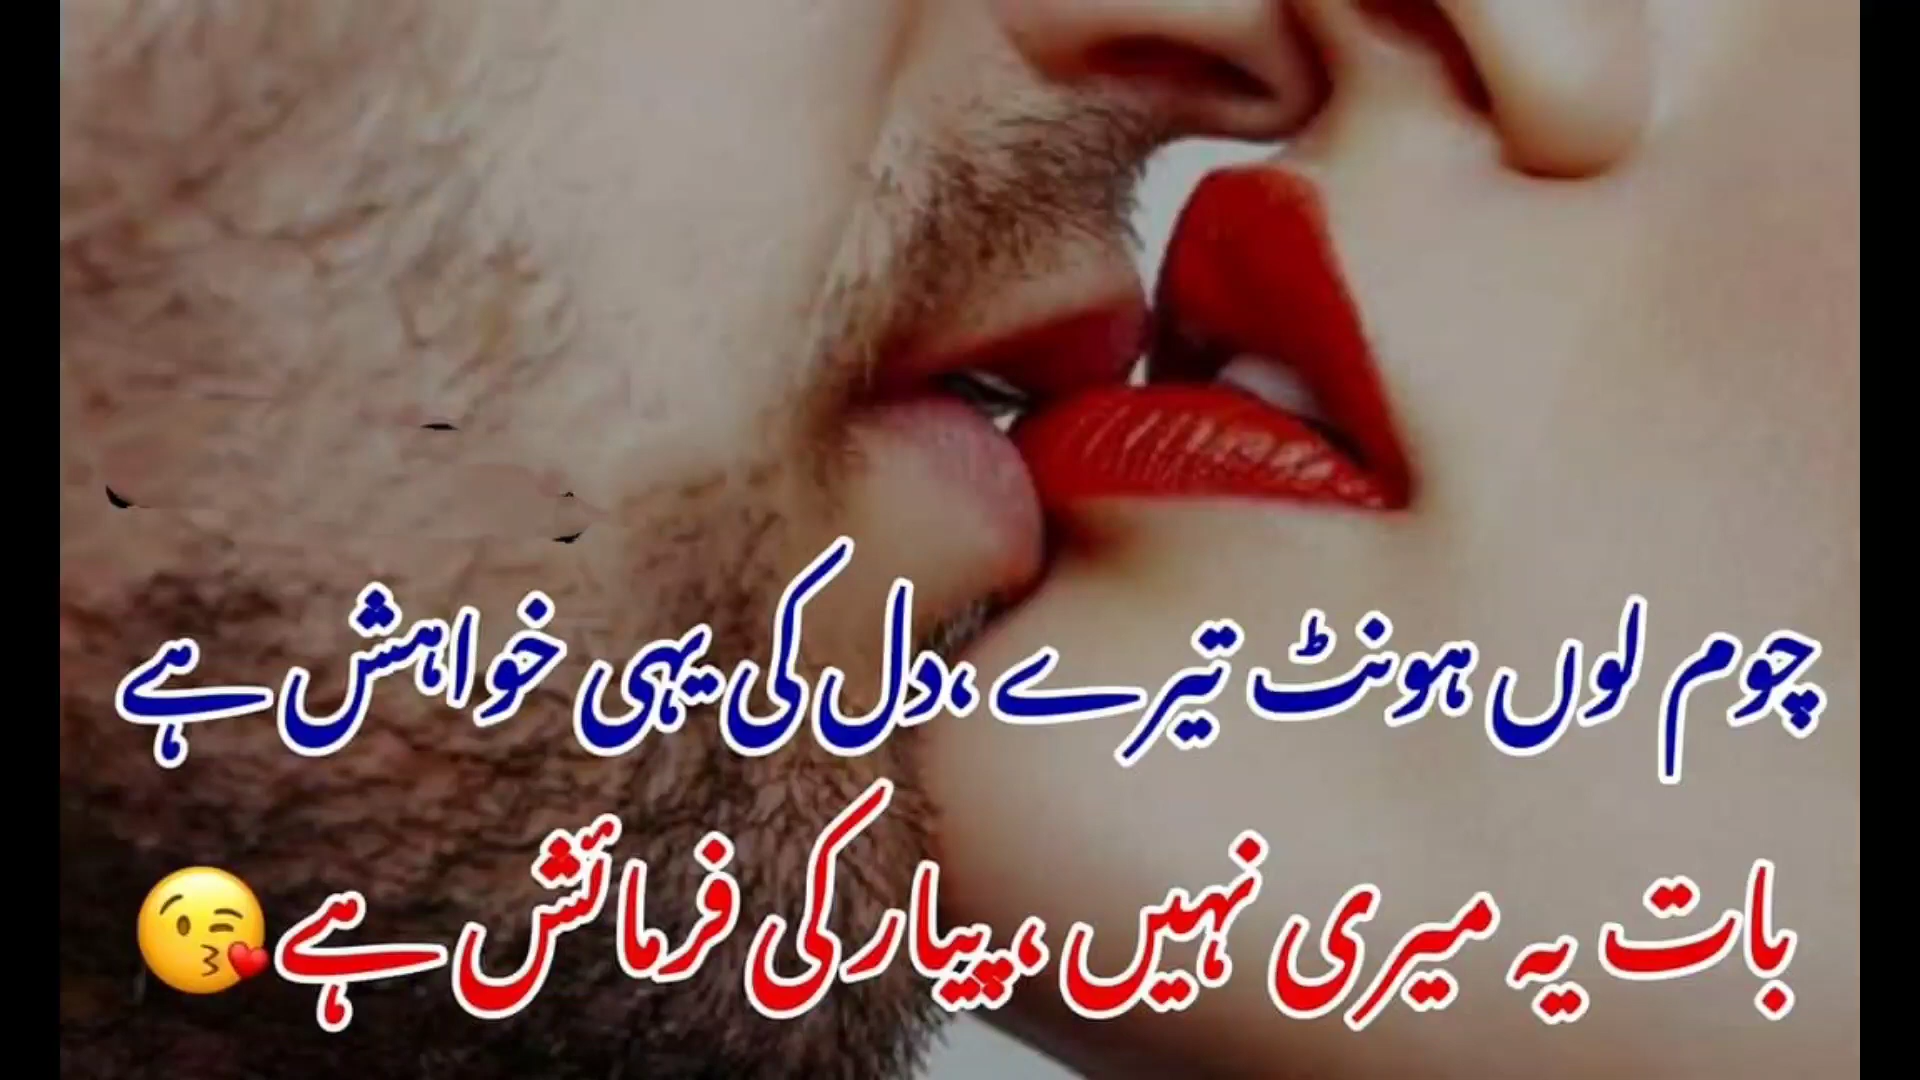 چوم لوں ہونٹ تیرے ،دل کی یہی خواہش ہے
بات یہ میری نہیں ،پیار کی فرمائش ہے😘